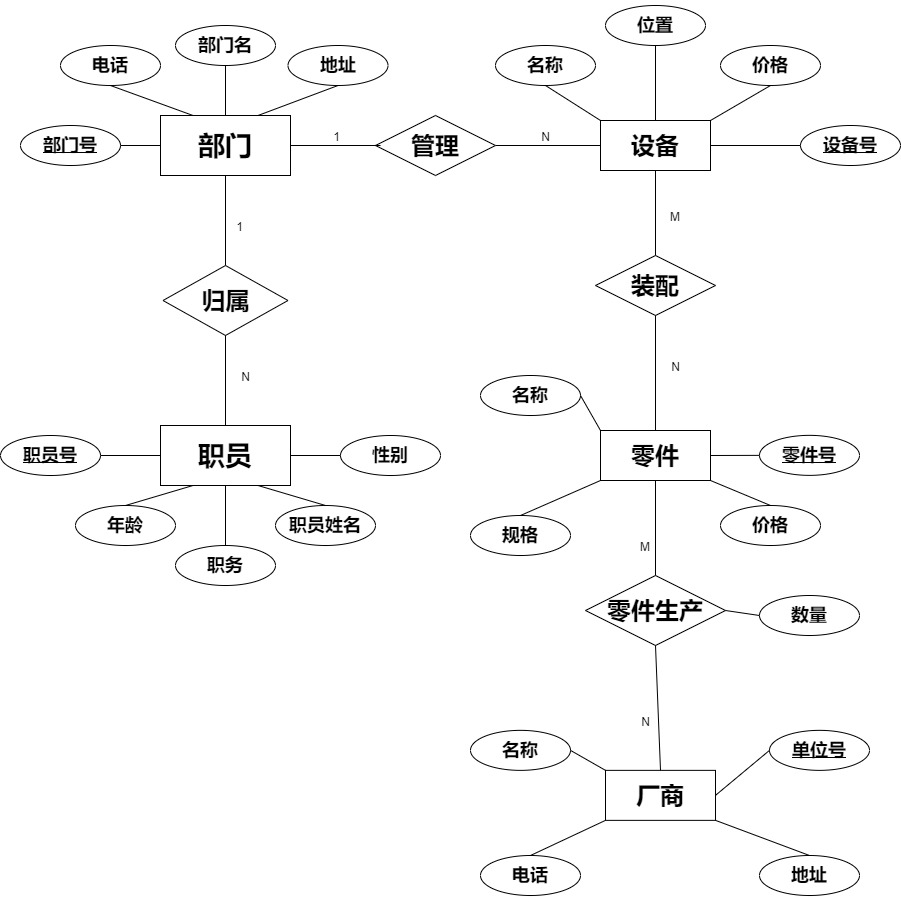 位置
部门名
电话
地址
名称
价格
部门号
部门
1
管理
N
设备
设备号
1
M
归属
装配
N
N
名称
职员号
职员
性别
零件
零件号
年龄
职员姓名
规格
价格
职务
M
零件生产
数量
N
名称
单位号
厂商
电话
地址